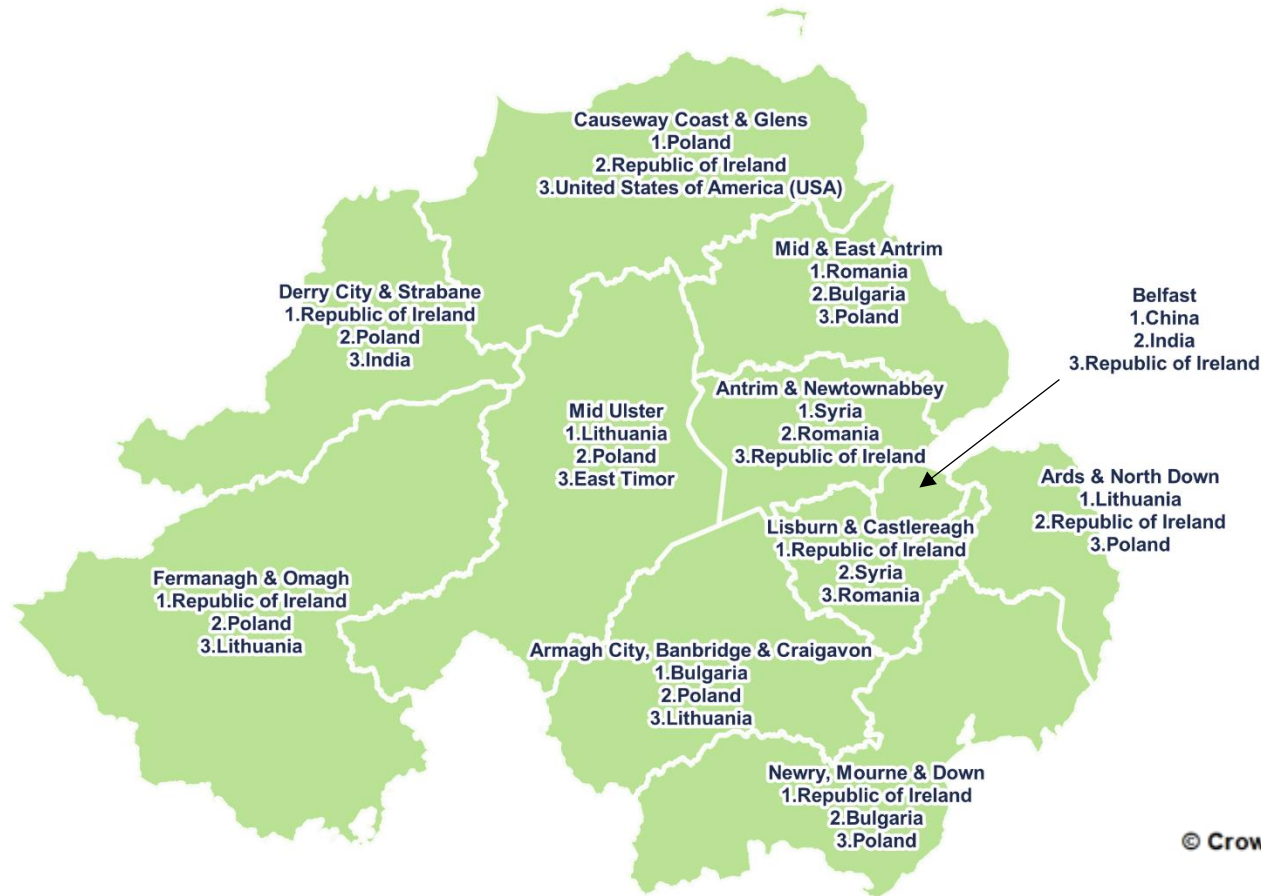 Causeway Coast & Glens
1.Poland
2.Republic of Ireland
3.United States of America (USA)
Mid & East Antrim
1.Romania
2.Bulgaria
3.Poland
Derry City & Strabane
1.Republic of Ireland
2.Poland
3.India
Belfast
1.China
2.India
3.Republic of Ireland
Mid Ulster
1.Lithuania
2.Poland
3.East Timor
Antrim & Newtownabbey
1.Syria
2.Romania
3.Republic of Ireland
Ards & North Down
1.Lithuania
2.Republic of Ireland
3.Poland
Lisburn & Castlereagh
1.Republic of Ireland
2.Syria
3.Romania
Fermanagh & Omagh
1.Republic of Ireland
2.Poland
3.Lithuania
Armagh City, Banbridge & Craigavon
1.Bulgaria
2.Poland
3.Lithuania
Newry, Mourne & Down
1.Republic of Ireland
2.Bulgaria
3.Poland
© Crow